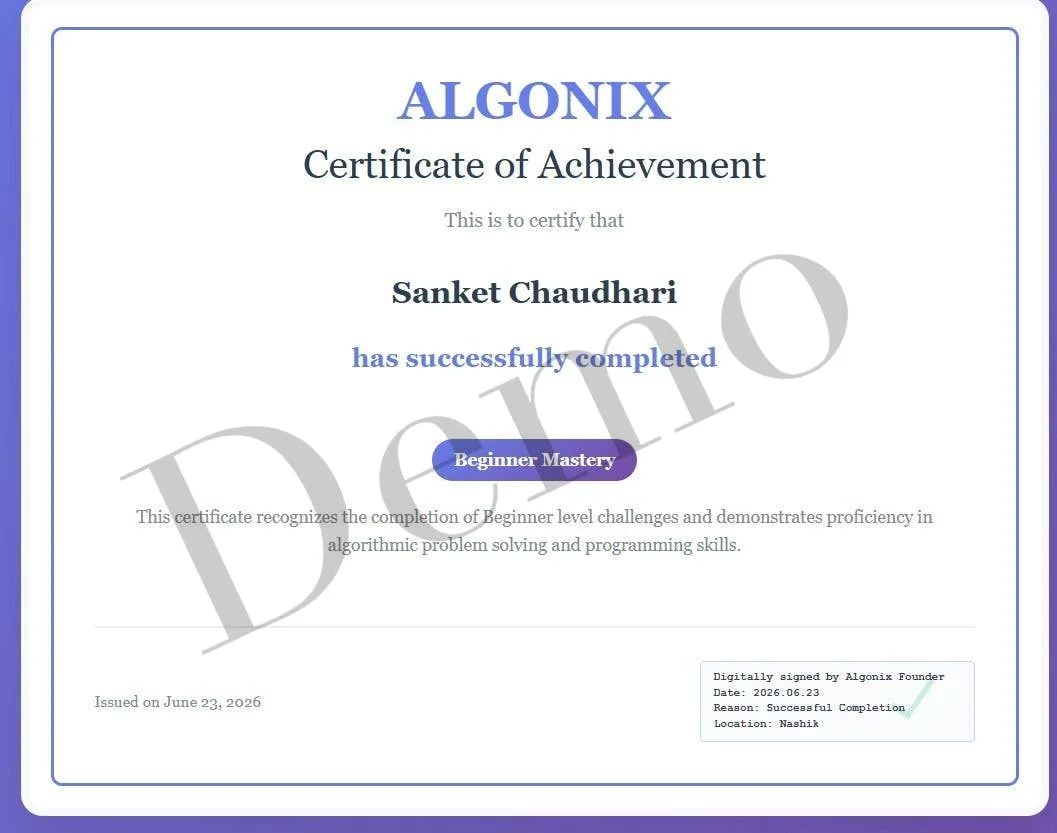 ALGONIX
Certificate of Achievement
This is to certify that
Sanket Chaudhari
has successfully completed
Demo
Beginner Mastery
This certificate recognizes the completion of Beginner level challenges and demonstrates proficiency in
algorithmic problem solving and programming skills.
Issued on June 23, 2026
Digitally signed by Algonix Founder
Date: 2026.06.23
Reason: Successful Completion
Location: Nashik